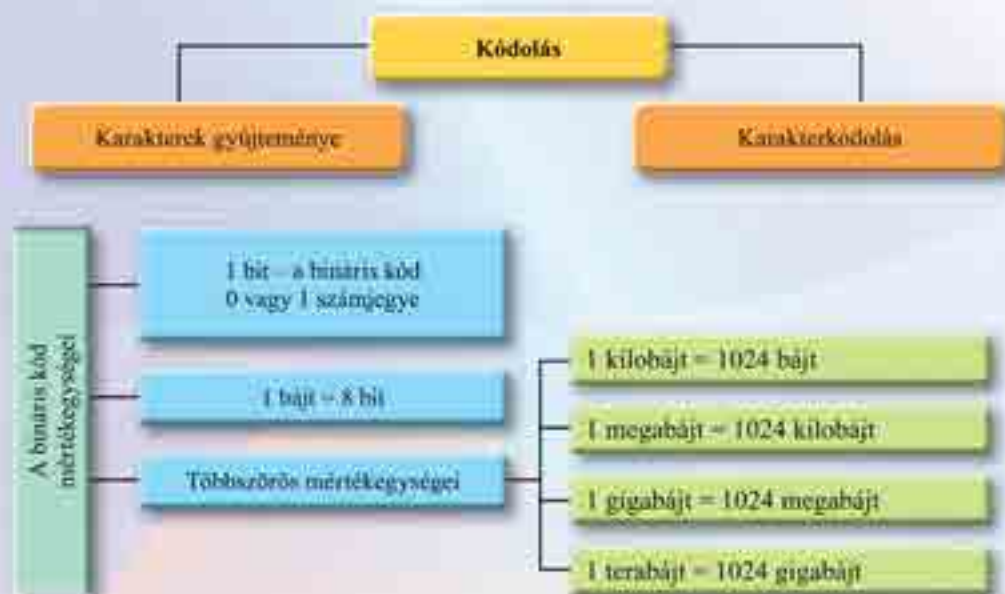 Kódolás
Karakterek gyűjteménye
Karakterkódolás
A bináris kód
mértékegységei
1 bit – a bináris kód
0 vagy 1 számjegye
1 bájt = 8 bit
Többszörös mértékegységei
1 kilobájt = 1024 bájt
1 megabájt = 1024 kilobájt
1 gigabájt = 1024 megabájt
1 terabájt = 1024 gigabájt